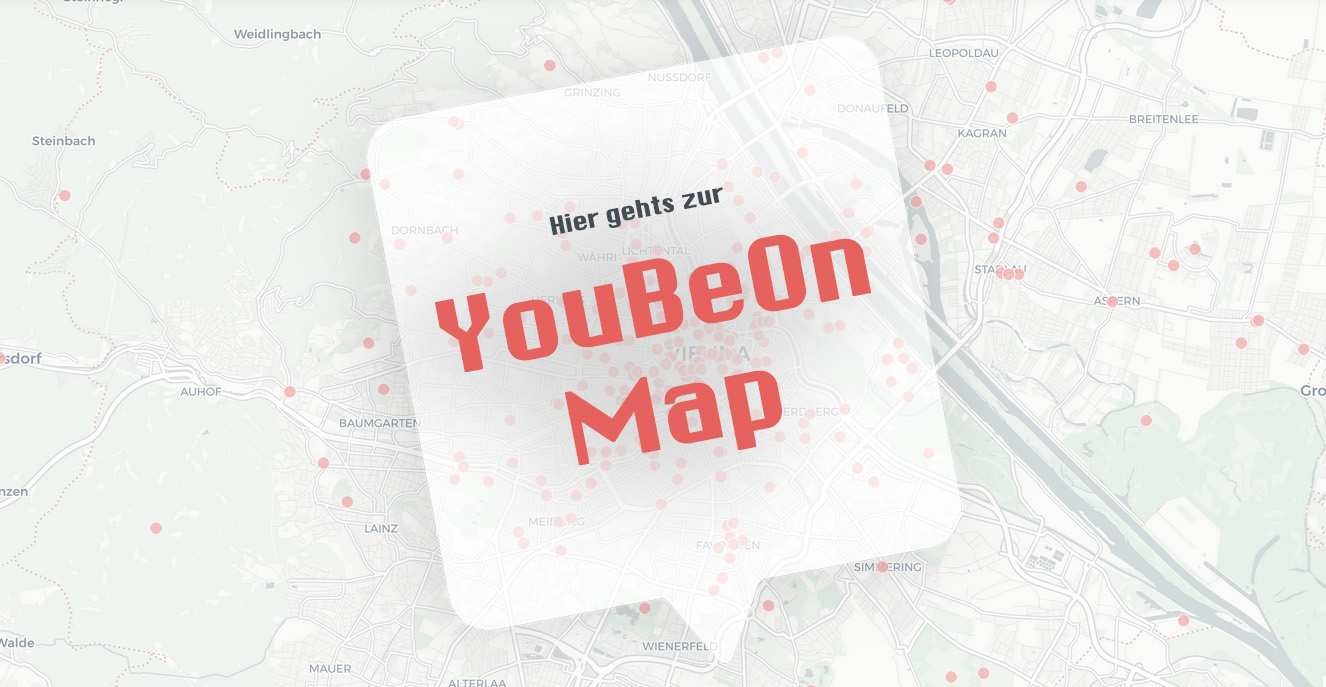 Weidlingbach
LEOPOLDAU
NUSSDORF
GRINZING
DONAUFELD
BREITENLEE
KAGRAN
Steinbach
Hier gehts zur
DORNBACH
LICHTENTAL
YouBeOn
STADLAU
ASPERN
VIENNA
sdorf
AUHOF
Gro
Map
BAUMGARTEN
nzen
LAINZ
MEIDLING
FAVORITEN
SIMMERING
Walde
WIENERFELD
MAUER
ALTERLAA